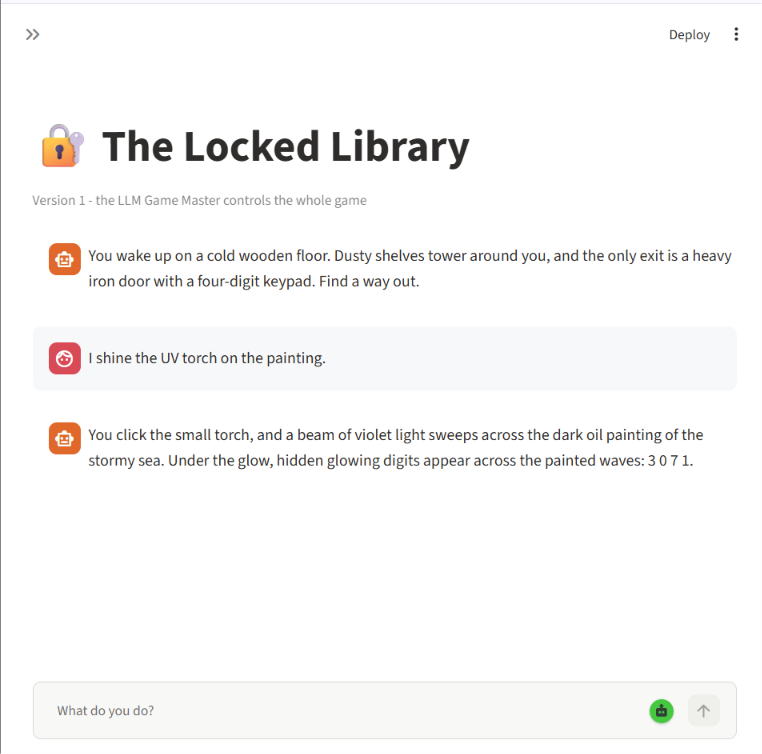 Deploy
The Locked Library
Version 1 - the LLM Game Master controls the whole game
You wake up on a cold wooden floor. Dusty shelves tower around you, and the only exit is a heavy
iron door with a four-digit keypad. Find a way out.
I shine the UV torch on the painting.
You click the small torch, and a beam of violet light sweeps across the dark oil painting of the
stormy sea. Under the glow, hidden glowing digits appear across the painted waves: 3 0 7 1.
What do you do?